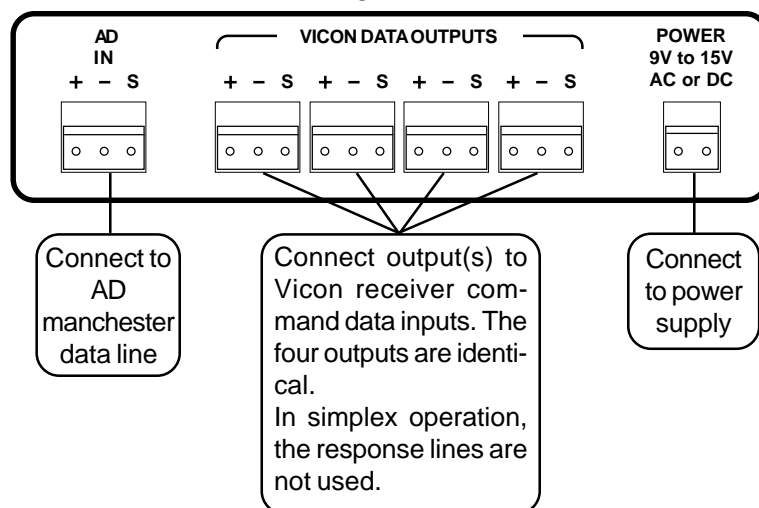 AD
IN
+ – S
VICON DATA OUTPUTS
+ – S + – S + – S + – S
POWER
9V to 15V
AC or DC
Connect to
AD
manchester
data line
Connect output(s) to
Vicon receiver com-
mand data inputs. The
four outputs are identi-
cal.
In simplex operation,
the response lines are
not used.
Connect
to power
supply